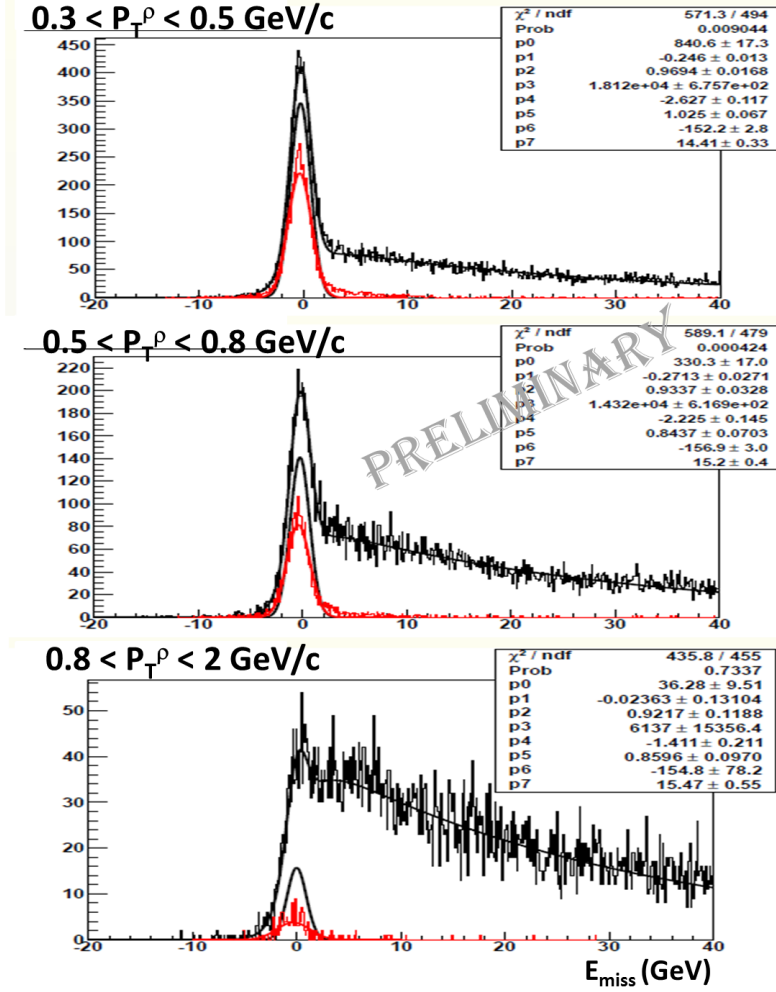 0.3 < P_T^ρ < 0.5 GeV/c
χ² / ndf 571.3 / 494
Prob 0.009044
p0 840.6 ± 17.3
p1 -0.246 ± 0.013
p2 0.9694 ± 0.0168
p3 1.812e+04 ± 6.757e+02
p4 -2.627 ± 0.117
p5 1.025 ± 0.067
p6 -152.2 ± 2.8
p7 14.41 ± 0.33
450
400
350
300
250
200
150
100
50
0
-20 -10 0 10 20 30 40
0.5 < P_T^ρ < 0.8 GeV/c
χ² / ndf 589.1 / 479
Prob 0.000424
p0 330.3 ± 17.0
p1 -0.2713 ± 0.0271
p2 0.9337 ± 0.0328
p3 1.432e+04 ± 6.169e+02
p4 -2.225 ± 0.145
p5 0.8437 ± 0.0703
p6 -156.9 ± 3.0
p7 15.2 ± 0.4
PRELIMINARY
220
200
180
160
140
120
100
80
60
40
20
0
-20 -10 0 10 20 30 40
0.8 < P_T^ρ < 2 GeV/c
χ² / ndf 435.8 / 455
Prob 0.7337
p0 36.28 ± 9.51
p1 -0.02363 ± 0.13104
p2 0.9217 ± 0.1188
p3 6137 ± 15356.4
p4 -1.411 ± 0.211
p5 0.8596 ± 0.0970
p6 -154.8 ± 78.2
p7 15.47 ± 0.55
50
40
30
20
10
0
-20 -10 0 10 20 30 40
E_miss (GeV)